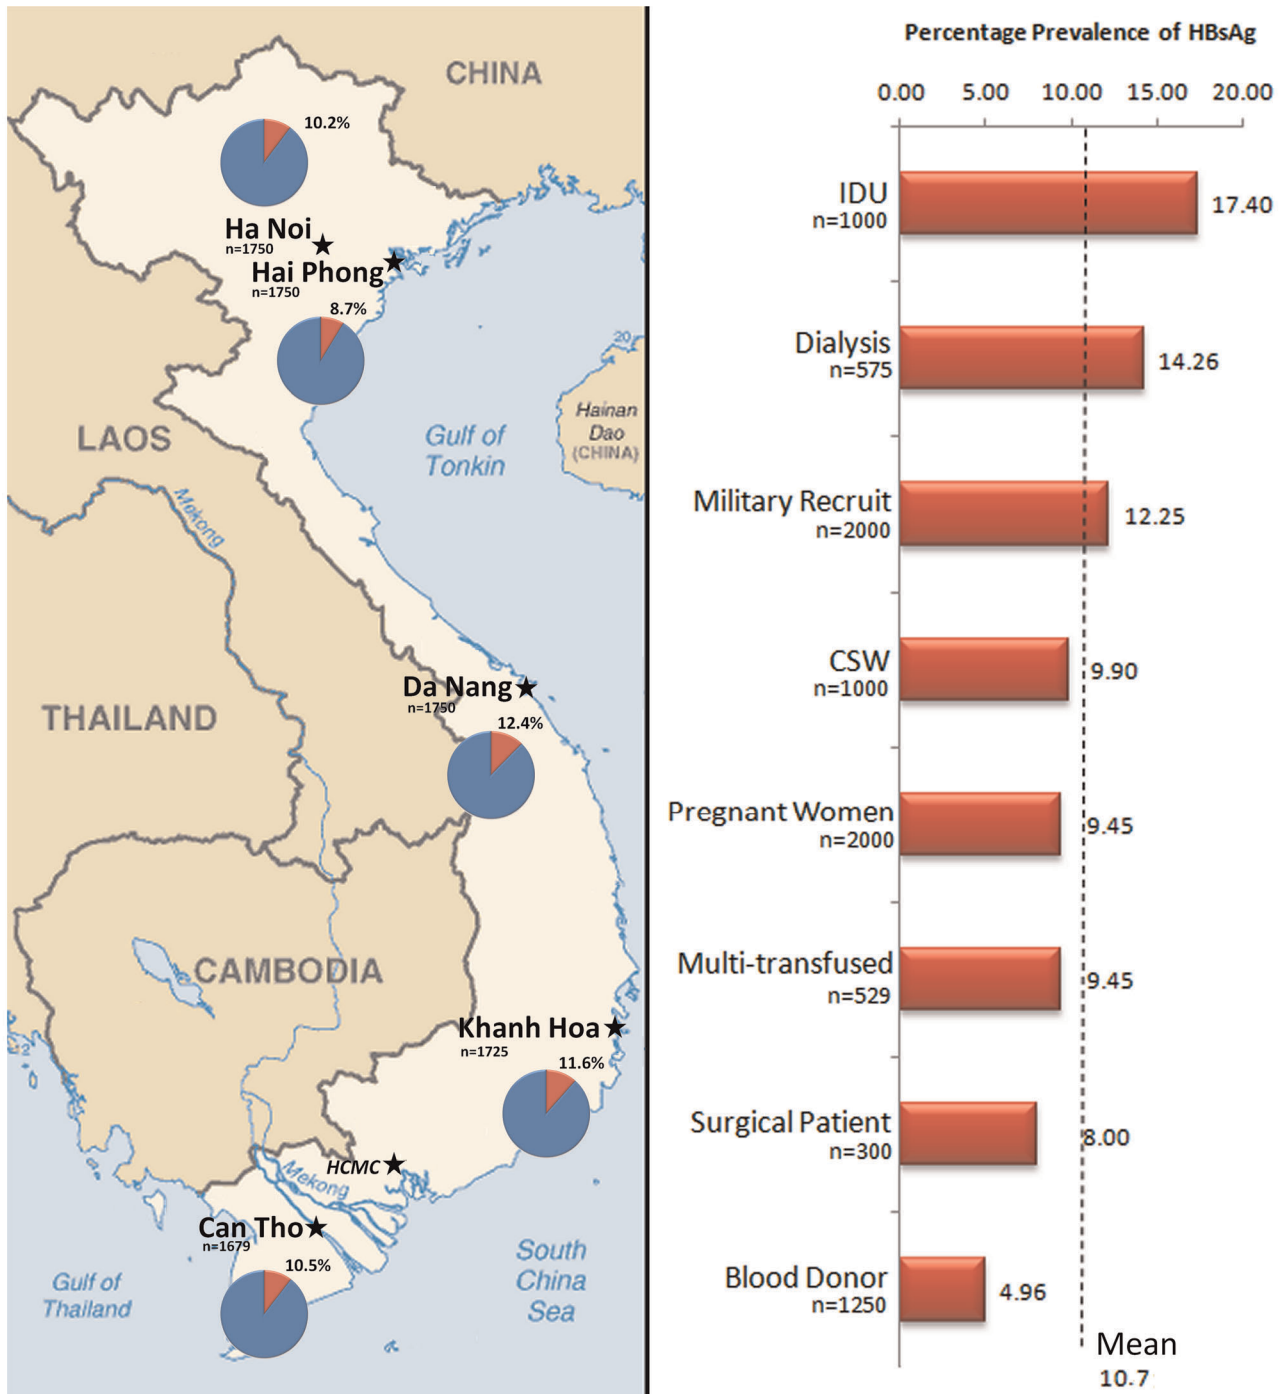 CHINA
10.2%
Ha Noi
n=1750
Hai Phong
n=1750
8.7%
20
Hainan
Dao
(CHINA)
Gulf of
Tonkin
LAOS
Mekong
THAILAND
Da Nang
n=1750
12.4%
CAMBODIA
Khanh Hoa
n=1725
11.6%
HCMC
Mekong
Can Tho
n=1679
10.5%
South
China
Sea
Gulf of
Thailand
Percentage Prevalence of HBsAg
0.00 5.00 10.00 15.00 20.00
IDU
n=1000
17.40
Dialysis
n=575
14.26
Military Recruit
n=2000
12.25
CSW
n=1000
9.90
Pregnant Women
n=2000
9.45
Multi-transfused
n=529
9.45
Surgical Patient
n=300
8.00
Blood Donor
n=1250
4.96
Mean
10.7